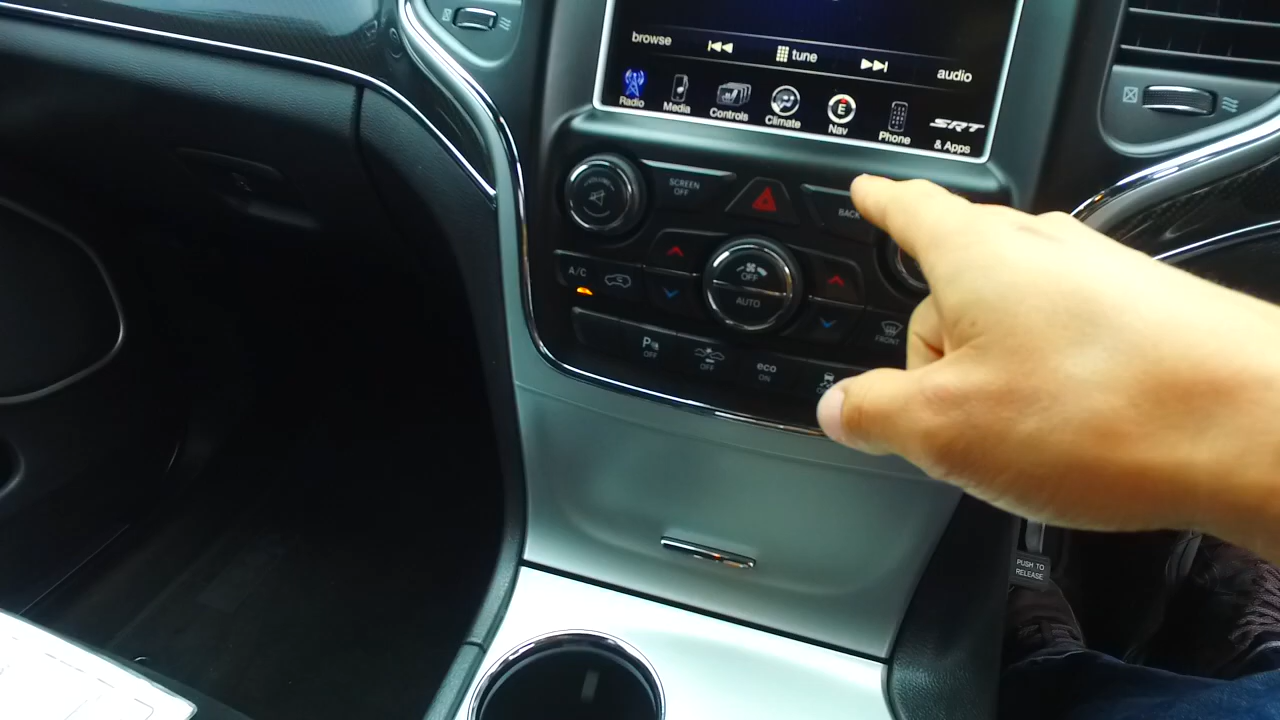 browse
tune
audio
Radio
Media
Controls
Climate
E
Nav
Phone
SRT
& Apps
SCREEN
OFF
BACK
A/C
OFF
AUTO
FRONT
P
OFF
OFF
eco
ON
PUSH TO
RELEASE